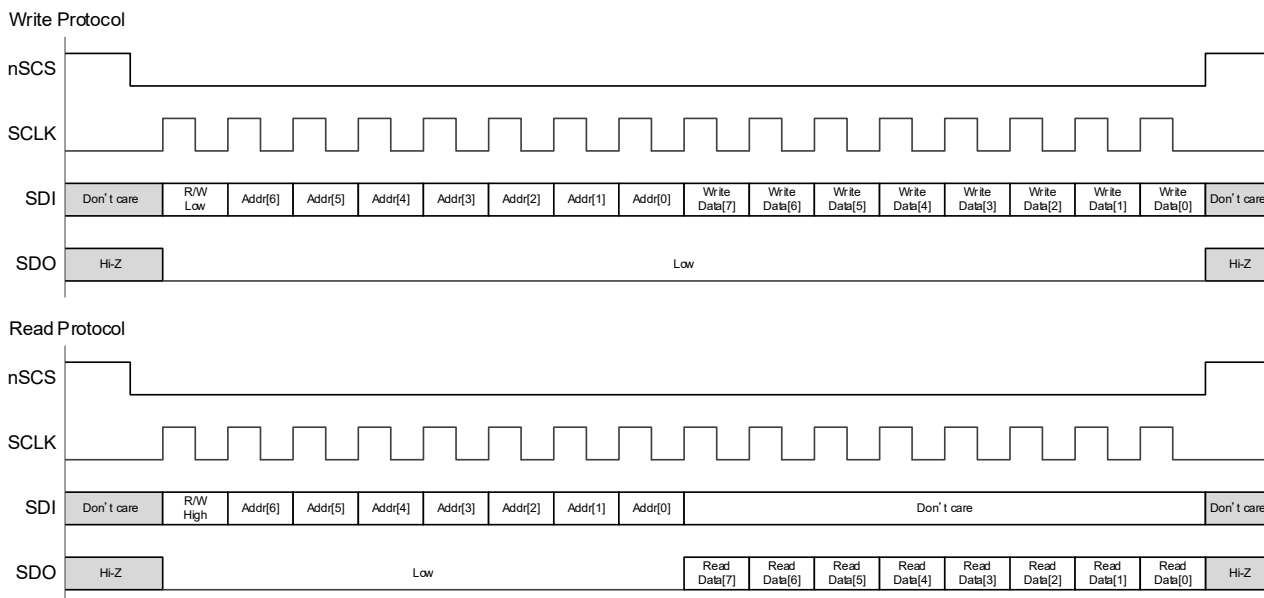 Write Protocol
nSCS
SCLK
SDI Don't care R/W Low Addr[6] Addr[5] Addr[4] Addr[3] Addr[2] Addr[1] Addr[0] Write Data[7] Write Data[6] Write Data[5] Write Data[4] Write Data[3] Write Data[2] Write Data[1] Write Data[0] Don't care
SDO Hi-Z Low Hi-Z
Read Protocol
nSCS
SCLK
SDI Don't care R/W High Addr[6] Addr[5] Addr[4] Addr[3] Addr[2] Addr[1] Addr[0] Don't care Don't care
SDO Hi-Z Low Read Data[7] Read Data[6] Read Data[5] Read Data[4] Read Data[3] Read Data[2] Read Data[1] Read Data[0] Hi-Z